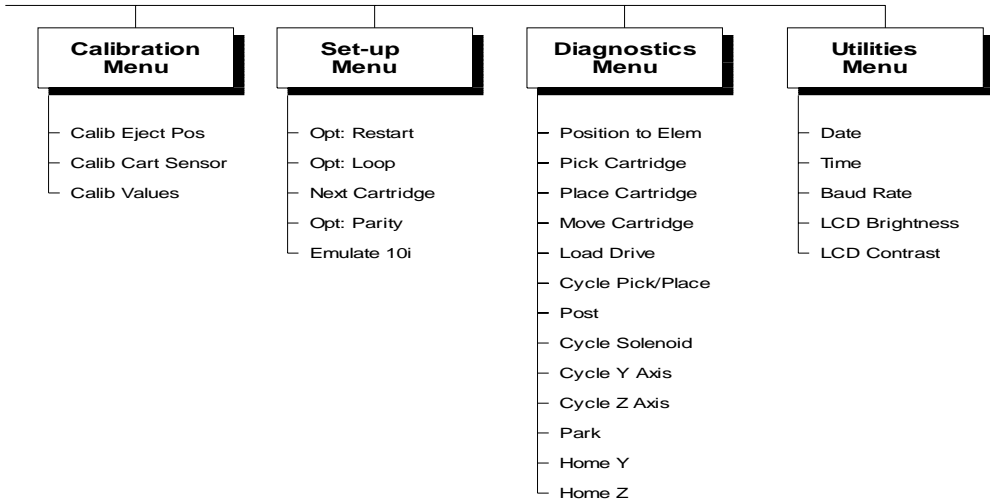 Calibration
Menu
Calib Eject Pos
Calib Cart Sensor
Calib Values
Set-up
Menu
Opt: Restart
Opt: Loop
Next Cartridge
Opt: Parity
Emulate 10i
Diagnostics
Menu
Position to Elem
Pick Cartridge
Place Cartridge
Move Cartridge
Load Drive
Cycle Pick/Place
Post
Cycle Solenoid
Cycle Y Axis
Cycle Z Axis
Park
Home Y
Home Z
Utilities
Menu
Date
Time
Baud Rate
LCD Brightness
LCD Contrast